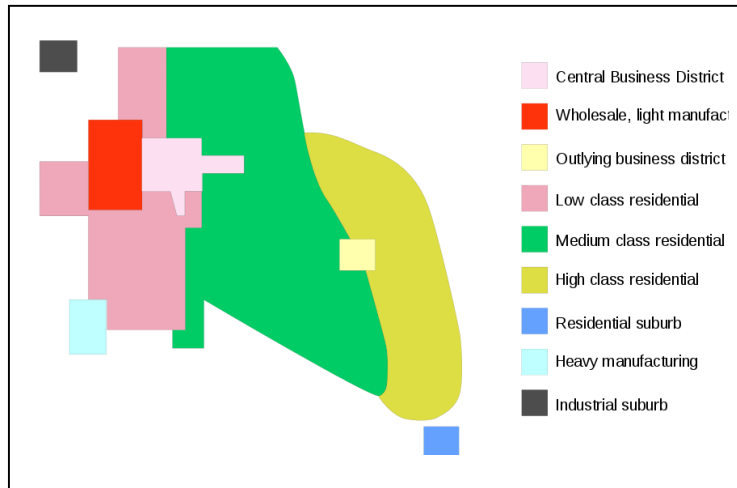 Central Business District
Wholesale, light manufact
Outlying business district
Low class residential
Medium class residential
High class residential
Residential suburb
Heavy manufacturing
Industrial suburb